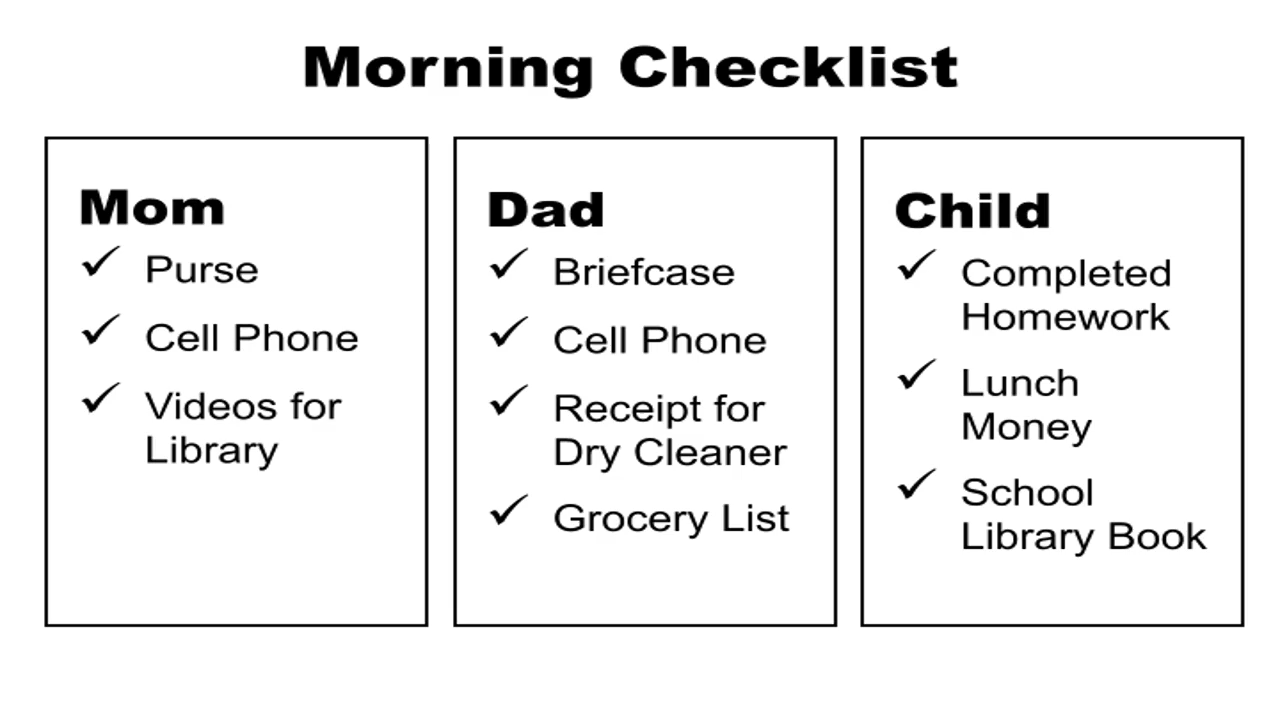 Morning Checklist
Mom
✓ Purse
✓ Cell Phone
✓ Videos for
Library
Dad
✓ Briefcase
✓ Cell Phone
✓ Receipt for
Dry Cleaner
✓ Grocery List
Child
✓ Completed
Homework
✓ Lunch
Money
✓ School
Library Book